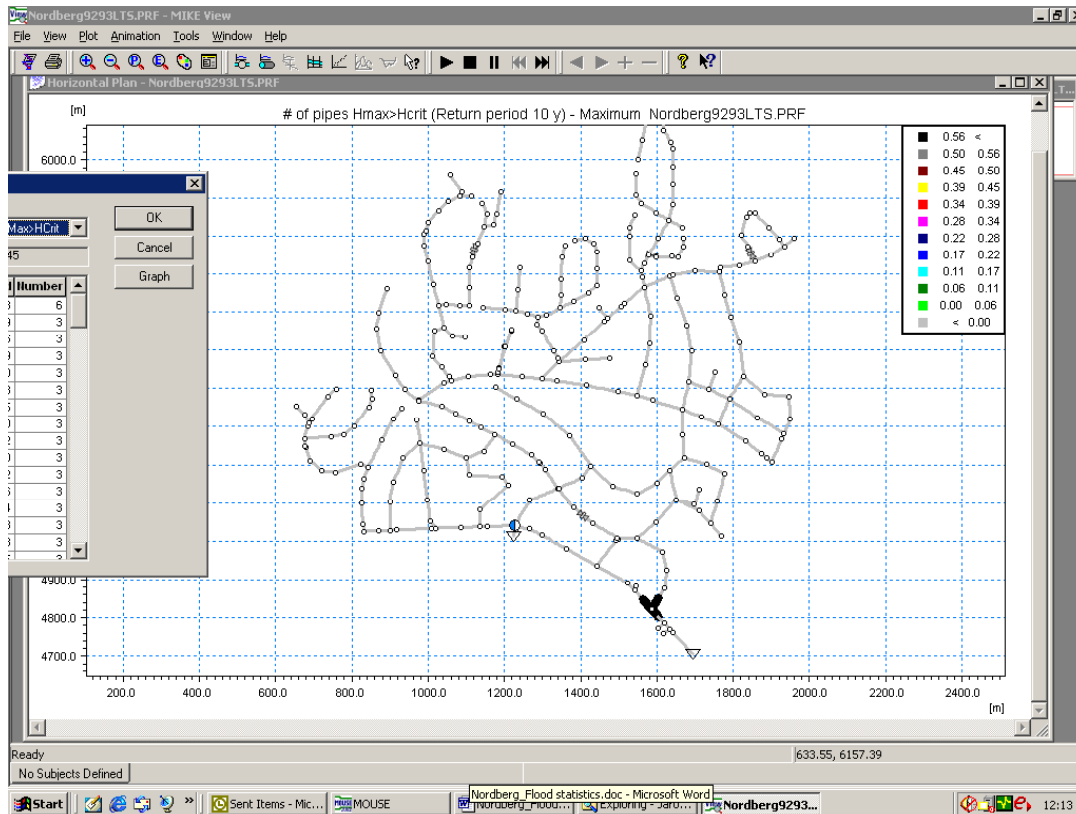 Nordberg9293LTS.PRF - MIKE View
File View Plot Animation Tools Window Help
Horizontal Plan - Nordberg9293LTS.PRF
# of pipes Hmax>Hcrit (Return period 10 y) - Maximum Nordberg9293LTS.PRF
[m]
6000.0
4900.0
4800.0
4700.0
200.0 400.0 600.0 800.0 1000.0 1200.0 1400.0 1600.0 1800.0 2000.0 2200.0 2400.0
[m]
0.56 <
0.50 0.56
0.45 0.50
0.39 0.45
0.34 0.39
0.28 0.34
0.22 0.28
0.17 0.22
0.11 0.17
0.06 0.11
0.00 0.06
< 0.00
Max>HCrit
45
OK
Cancel
Graph
Number
6
3
3
3
3
3
3
3
3
3
3
3
3
3
3
Ready
633.55, 6157.39
No Subjects Defined
Nordberg_Flood statistics.doc - Microsoft Word
Start
Sent Items - Mic...
MOUSE
Nordberg9293...
12:13